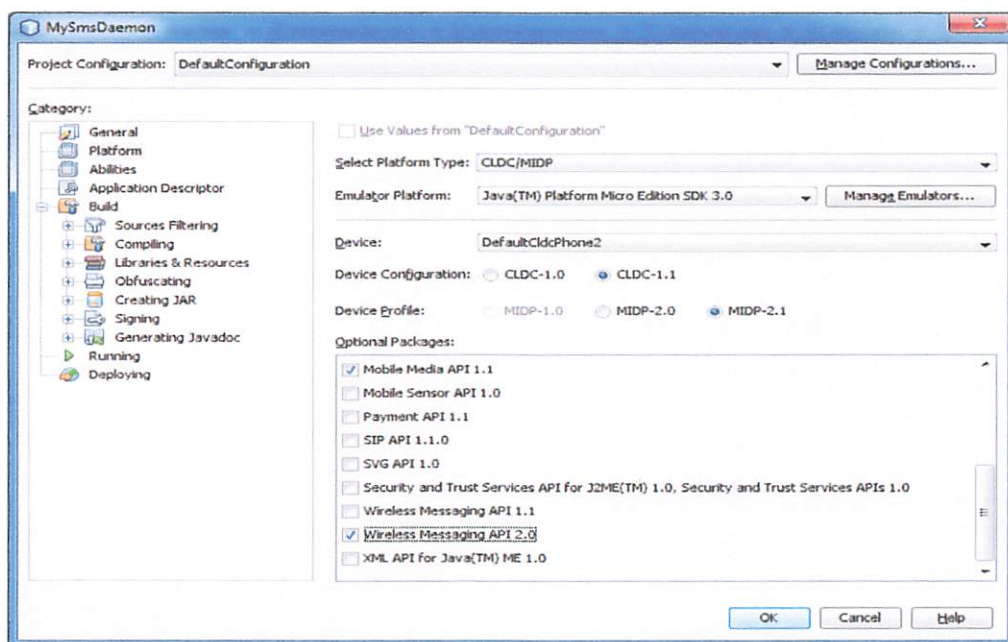 MySmsDaemon
Project Configuration: DefaultConfiguration Manage Configurations...
Category:
General
Platform
Abilities
Application Descriptor
Build
Sources Filtering
Compiling
Libraries & Resources
Obfuscating
Creating JAR
Signing
Generating Javadoc
Running
Deploying
Use Values from "DefaultConfiguration"
Select Platform Type: CLDC/MIDP
Emulator Platform: Java(TM) Platform Micro Edition SDK 3.0 Manage Emulators...
Device: DefaultCldcPhone2
Device Configuration: CLDC-1.0 CLDC-1.1
Device Profile: MIDP-1.0 MIDP-2.0 MIDP-2.1
Optional Packages:
Mobile Media API 1.1
Mobile Sensor API 1.0
Payment API 1.1
SIP API 1.1.0
SVG API 1.0
Security and Trust Services API for J2ME(TM) 1.0, Security and Trust Services APIs 1.0
Wireless Messaging API 1.1
Wireless Messaging API 2.0
XML API for Java(TM) ME 1.0
OK Cancel Help